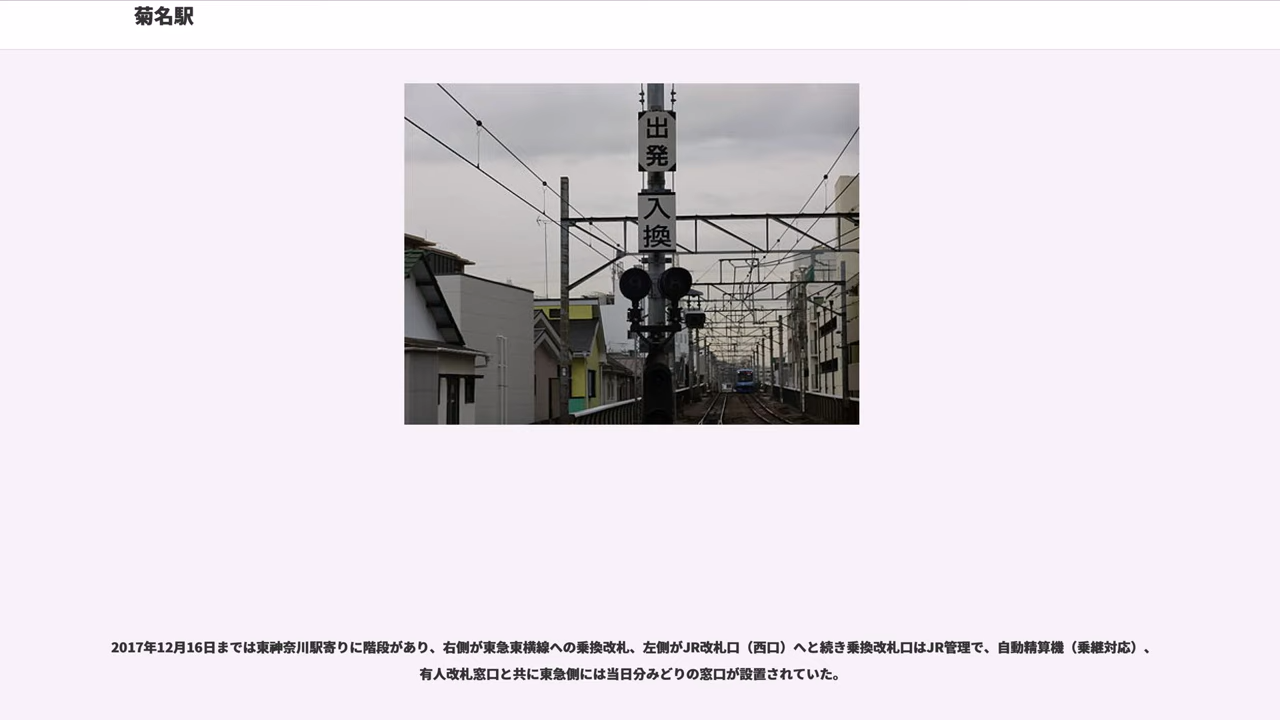 菊名駅
出発
入換
2017年12月16日までは東神奈川駅寄りに階段があり、右側が東急東横線への乗換改札、左側がJR改札口（西口）へと続き乗換改札口はJR管理で、自動精算機（乗継対応）、
有人改札窓口と共に東急側には当日分みどりの窓口が設置されていた。